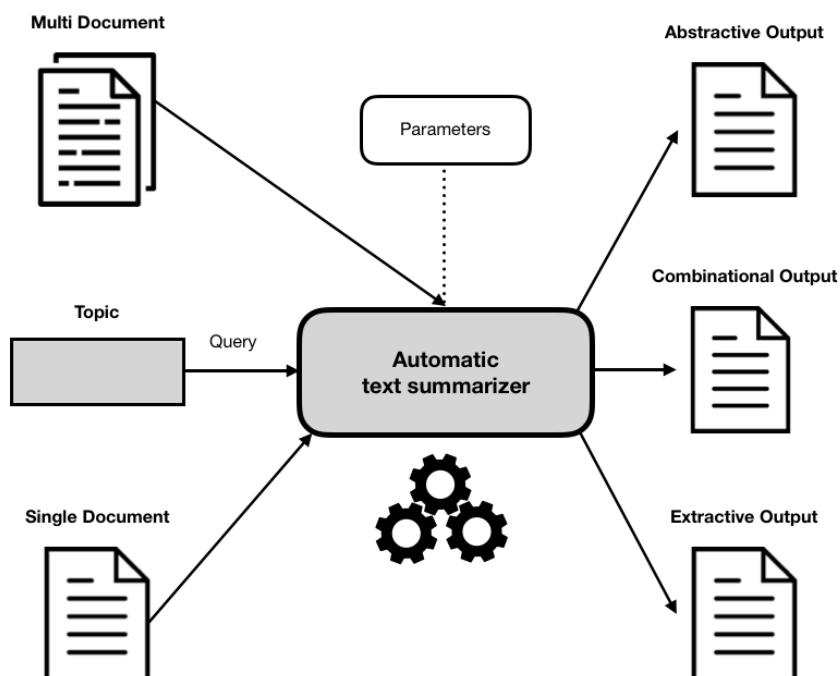 Multi Document
Abstractive Output
Parameters
Combinational Output
Topic
Query
Automatic
text summarizer
Single Document
Extractive Output